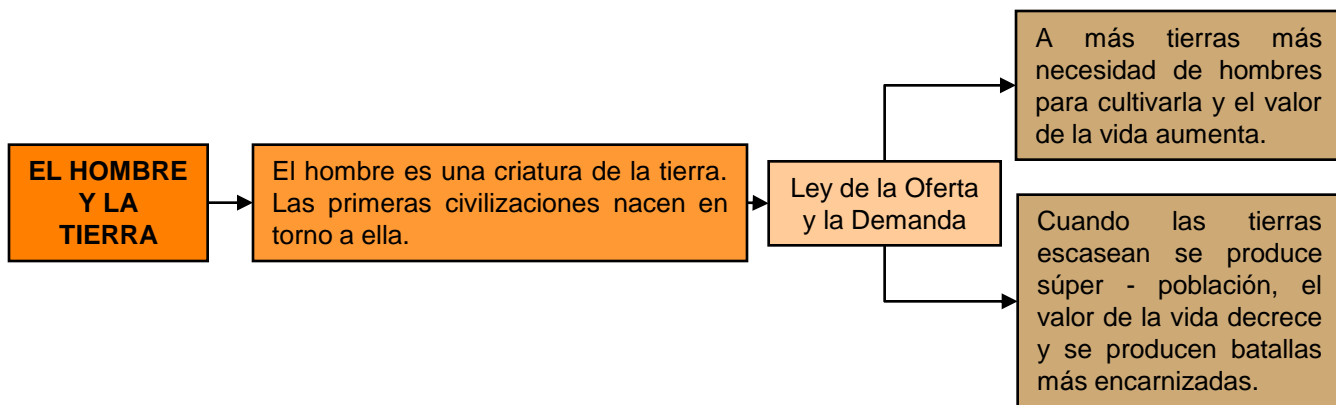 EL HOMBRE
Y LA
TIERRA
El hombre es una criatura de la tierra.
Las primeras civilizaciones nacen en
torno a ella.
Ley de la Oferta
y la Demanda
A más tierras más
necesidad de hombres
para cultivarla y el valor
de la vida aumenta.
Cuando las tierras
escasean se produce
súper - población, el
valor de la vida decrece
y se producen batallas
más encarnizadas.